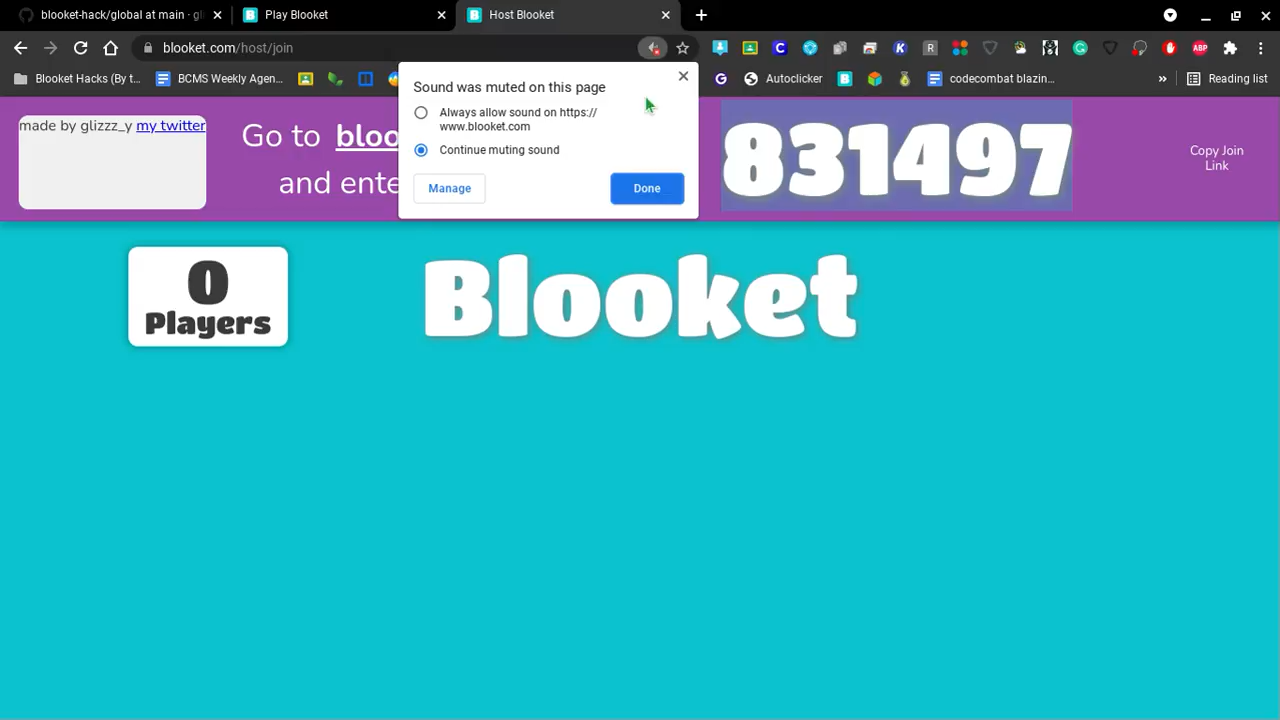 blooket-hack/global at main - gl
Play Blooket
Host Blooket
blooket.com/host/join
ABP
Blooket Hacks (By t...
BCMS Weekly Agen...
Autoclicker
codecombat blazin...
»
Reading list
Sound was muted on this page
Always allow sound on https://
www.blooket.com
Continue muting sound
Manage
Done
made by glizzz_y my twitter
Go to bloo
and ente
831497
Copy Join
Link
0
Players
Blooket